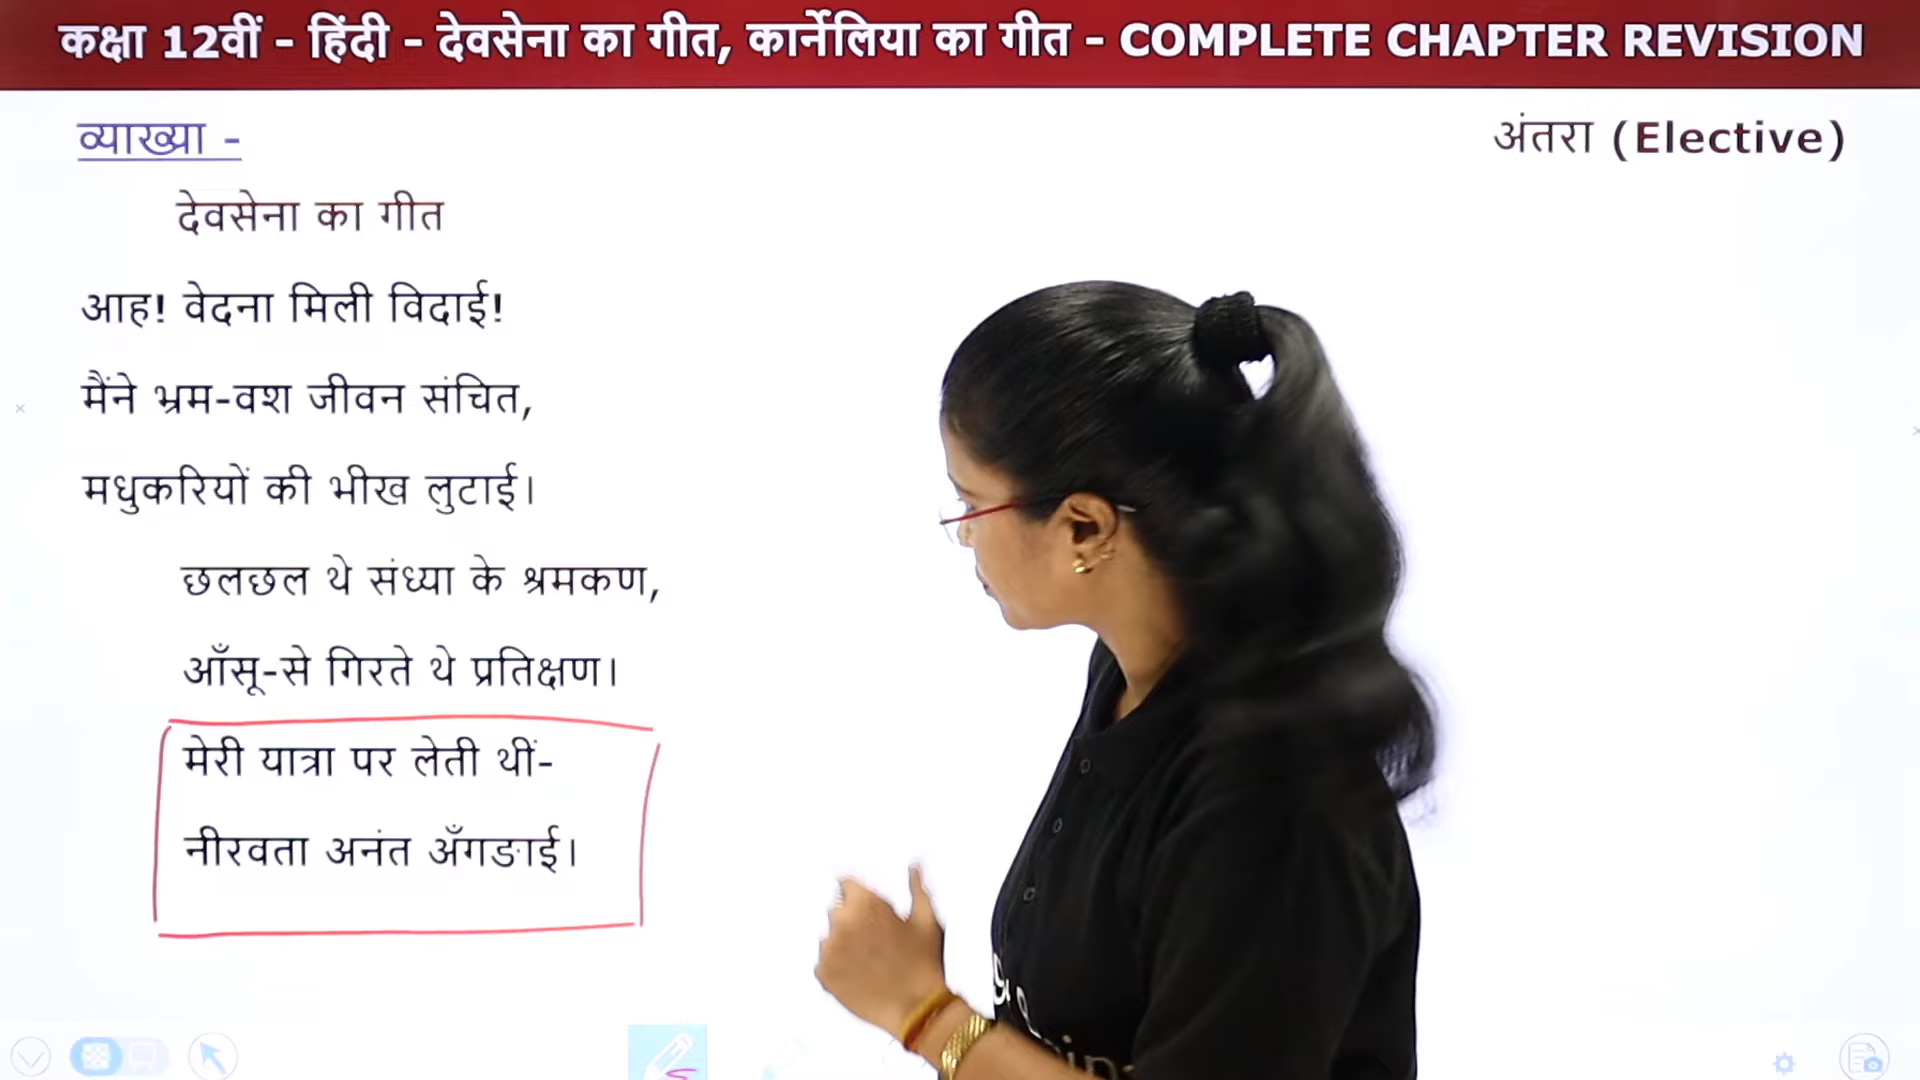 कक्षा 12वीं - हिंदी - देवसेना का गीत, कार्नेलिया का गीत - COMPLETE CHAPTER REVISION
व्याख्या -
अंतरा (Elective)
देवसेना का गीत
आह! वेदना मिली विदाई!
मैंने भ्रम-वश जीवन संचित,
मधुकरियों की भीख लुटाई।
छलछल थे संध्या के श्रमकण,
आँसू-से गिरते थे प्रतिक्षण।
मेरी यात्रा पर लेती थीं-
नीरवता अनंत अँगङाई।